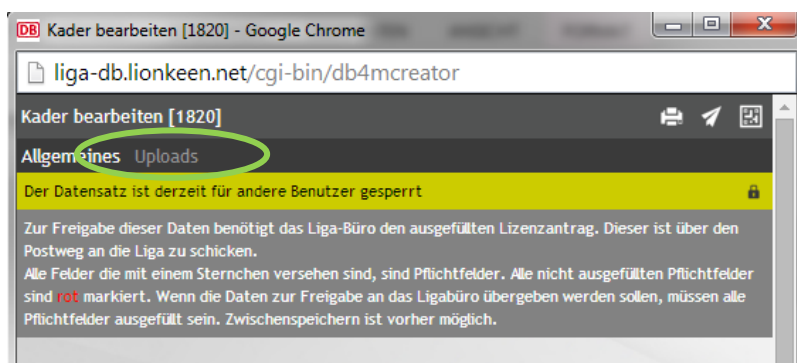 DB Kader bearbeiten [1820] - Google Chrome
liga-db.lionkeen.net/cgi-bin/db4mcreator
Kader bearbeiten [1820]
Allgemeines Uploads
Der Datensatz ist derzeit für andere Benutzer gesperrt
Zur Freigabe dieser Daten benötigt das Liga-Büro den ausgefüllten Lizenzantrag. Dieser ist über den
Postweg an die Liga zu schicken.
Alle Felder die mit einem Sternchen versehen sind, sind Pflichtfelder. Alle nicht ausgefüllten Pflichtfelder
sind rot markiert. Wenn die Daten zur Freigabe an das Ligabüro übergeben werden sollen, müssen alle
Pflichtfelder ausgefüllt sein. Zwischenspeichern ist vorher möglich.